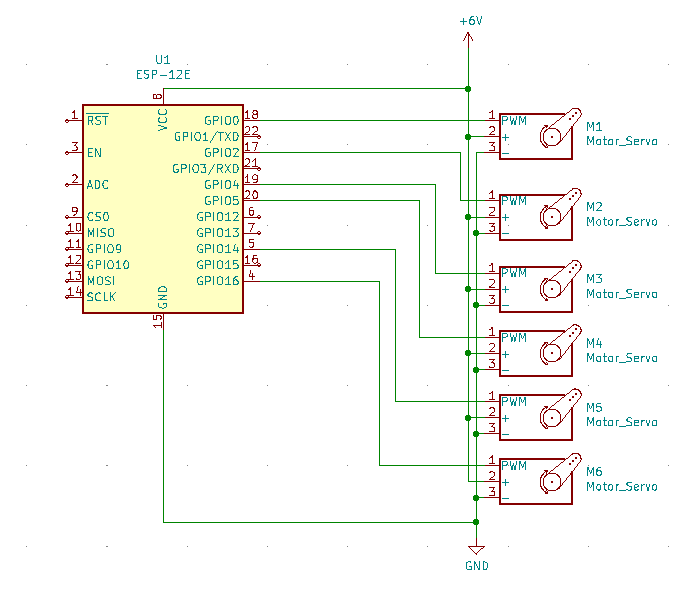 +6V
U1
ESP-12E
8
VCC
1 RST
3 EN
2 ADC
9 CS0
10 MISO
11 GPIO9
12 GPIO10
13 MOSI
14 SCLK
GPIO0 18
GPIO1/TXD 22
GPIO2 17
GPIO3/RXD 21
GPIO4 19
GPIO5 20
GPIO12 6
GPIO13 7
GPIO14 5
GPIO15 16
GPIO16 4
GND
15
1 PWM
2 +
3 -
M1
Motor_Servo
1 PWM
2 +
3 -
M2
Motor_Servo
1 PWM
2 +
3 -
M3
Motor_Servo
1 PWM
2 +
3 -
M4
Motor_Servo
1 PWM
2 +
3 -
M5
Motor_Servo
1 PWM
2 +
3 -
M6
Motor_Servo
GND